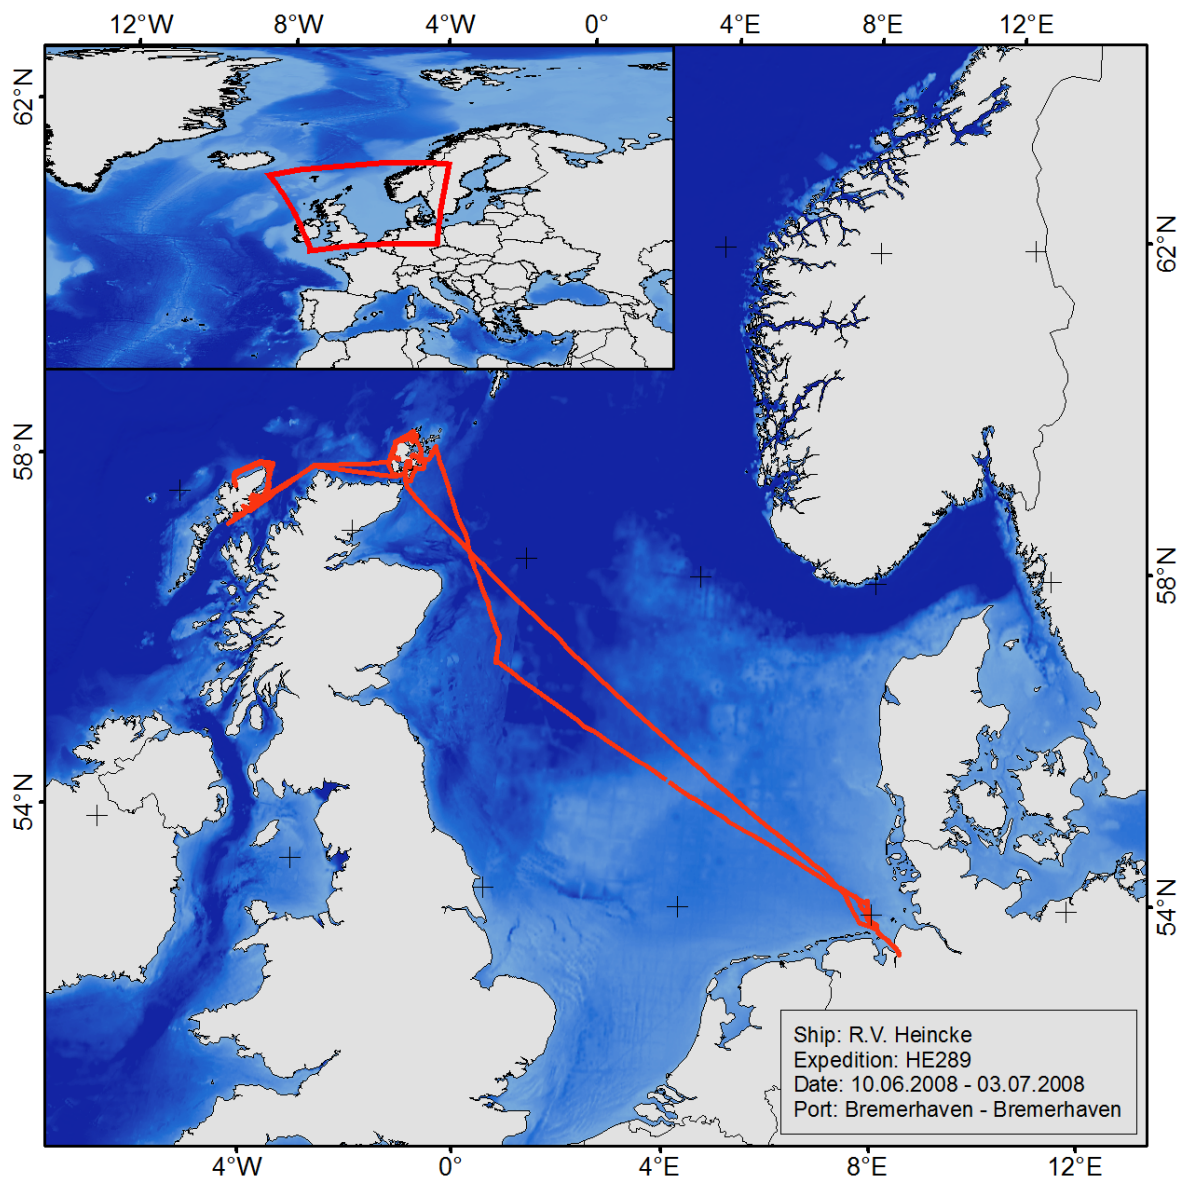 12°W 8°W 4°W 0° 4°E 8°E 12°E
62°N
62°N
58°N
58°N
54°N
54°N
Ship: R.V. Heincke
Expedition: HE289
Date: 10.06.2008 - 03.07.2008
Port: Bremerhaven - Bremerhaven
4°W 0° 4°E 8°E 12°E